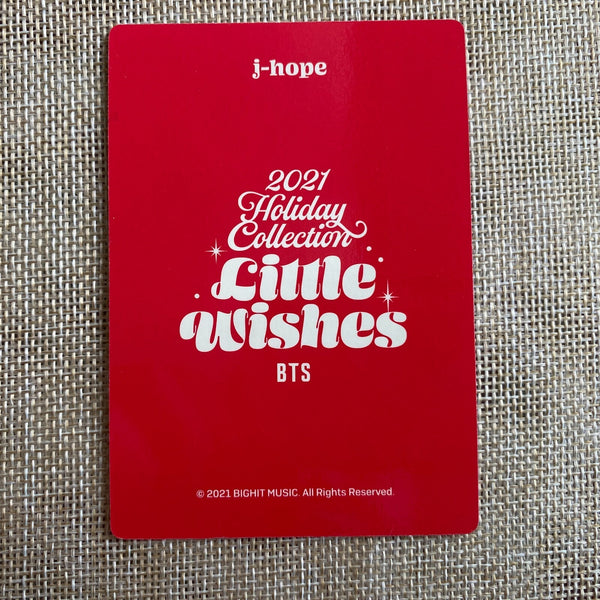 j-hope
2021
Holiday
Collection
Little
Wishes
BTS
© 2021 BIGHIT MUSIC. All Rights Reserved.